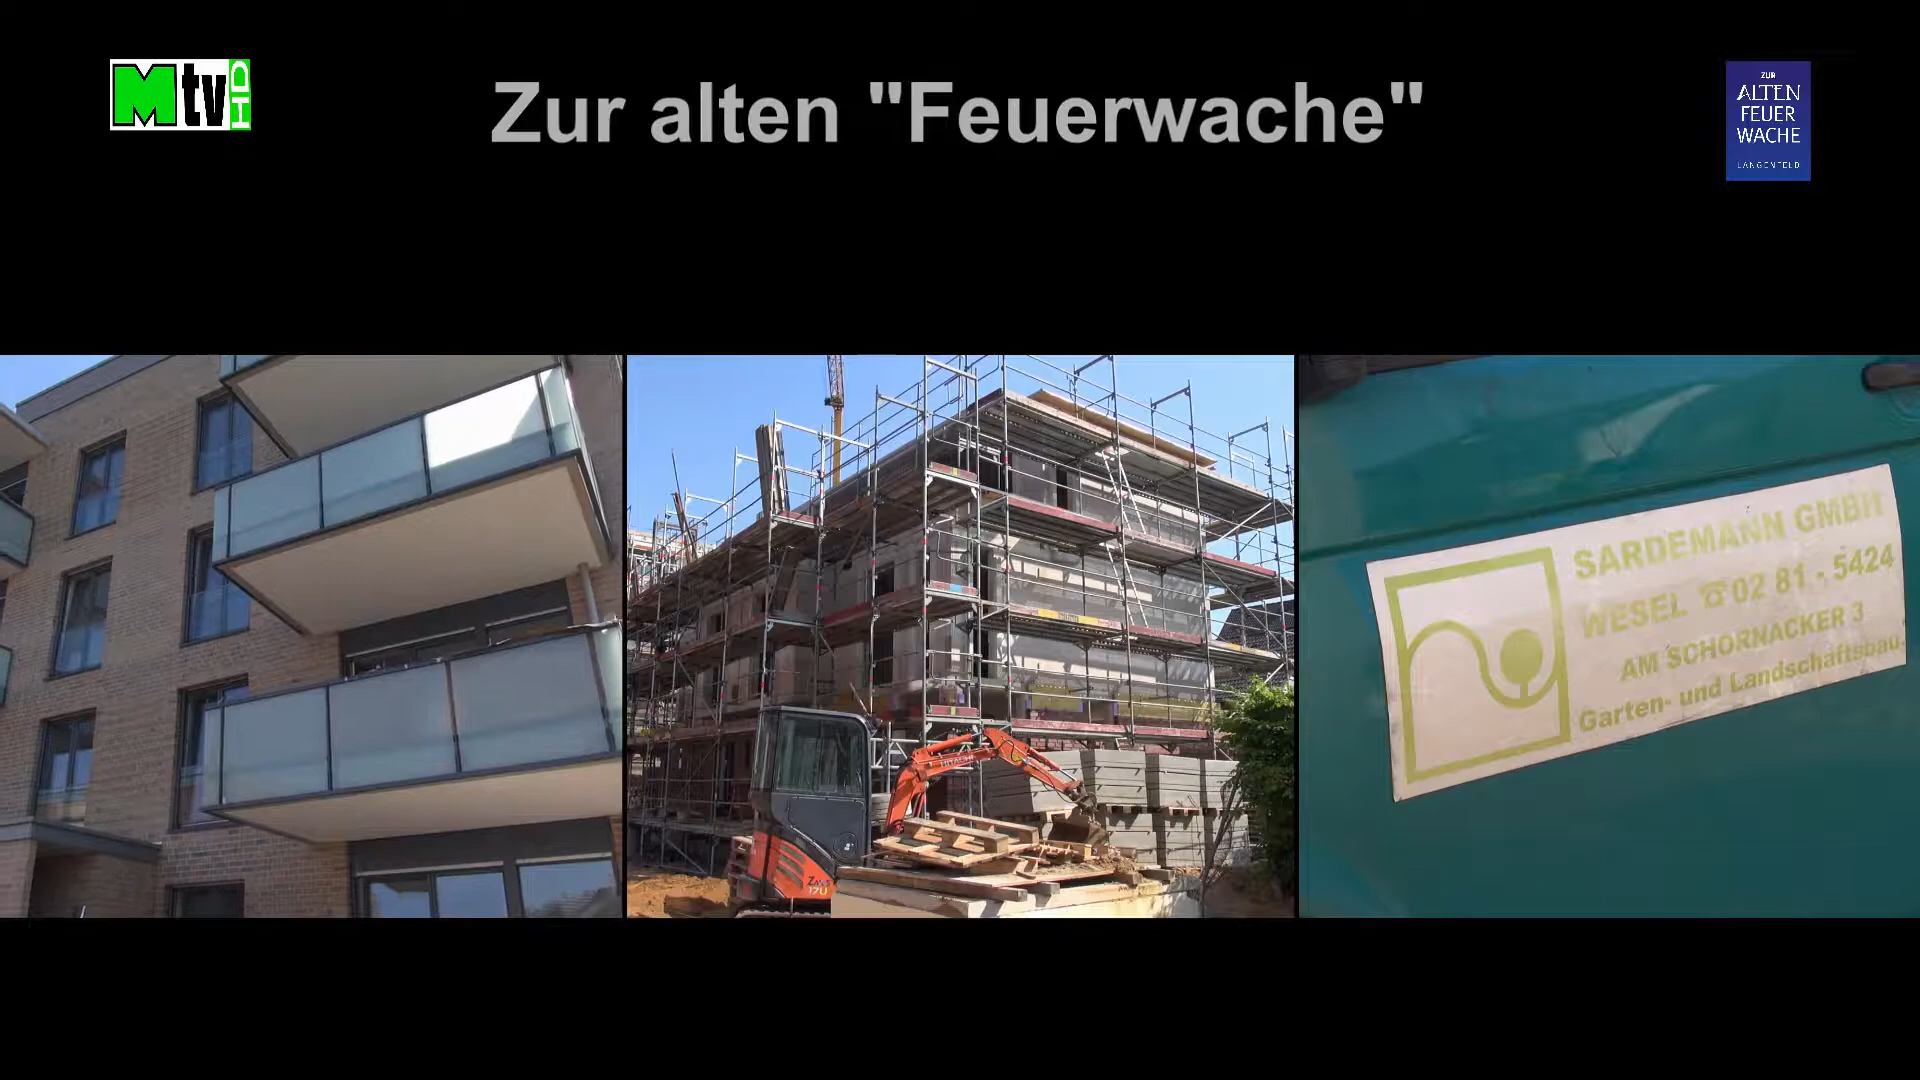 Mtv HD
Zur alten "Feuerwache"
ZUR
ALTEN
FEUER
WACHE
LANGENFELD
HITACHI
SARDEMANN GMBH
WESEL ☎02 81 - 5424
AM SCHORNACKER 3
Garten- und Landschaftsbau